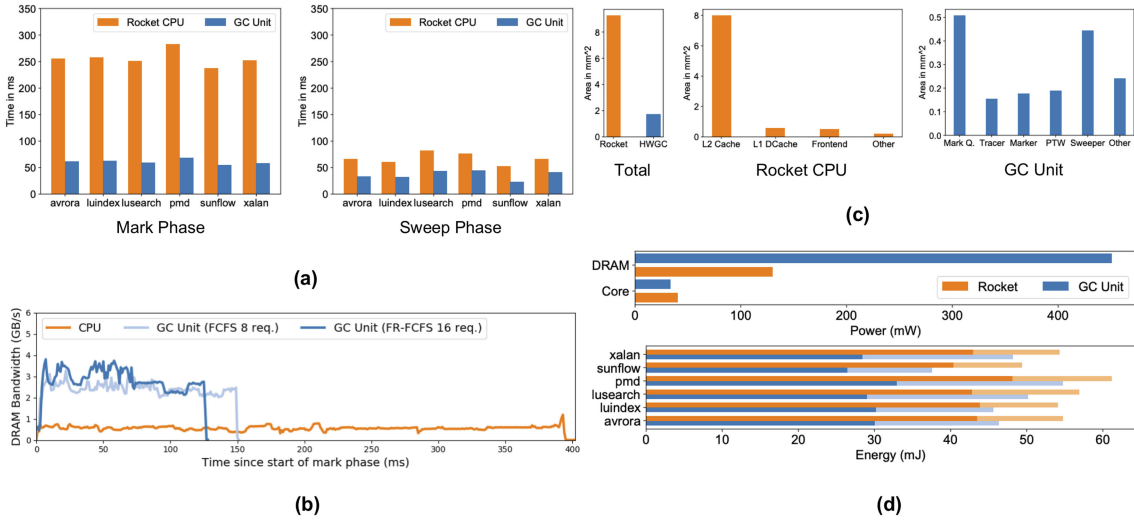 Rocket CPU GC Unit
Time in ms
350
300
250
200
150
100
50
0
avrora luindex lusearch pmd sunflow xalan
Mark Phase
Rocket CPU GC Unit
Time in ms
350
300
250
200
150
100
50
0
avrora luindex lusearch pmd sunflow xalan
Sweep Phase
(a)
Area in mm^2
8
6
4
2
0
Rocket HWGC
Total
Area in mm^2
8
6
4
2
0
L2 Cache L1 DCache Frontend Other
Rocket CPU
Area in mm^2
0.5
0.4
0.3
0.2
0.1
0.0
Mark Q. Tracer Marker PTW Sweeper Other
GC Unit
(c)
CPU GC Unit (FCFS 8 req.) GC Unit (FR-FCFS 16 req.)
DRAM Bandwidth (GB/s)
6
5
4
3
2
1
0
0 50 100 150 200 250 300 350 400
Time since start of mark phase (ms)
(b)
DRAM
Core
Rocket GC Unit
0 100 200 300 400
Power (mW)
xalan
sunflow
pmd
lusearch
luindex
avrora
0 10 20 30 40 50 60
Energy (mJ)
(d)